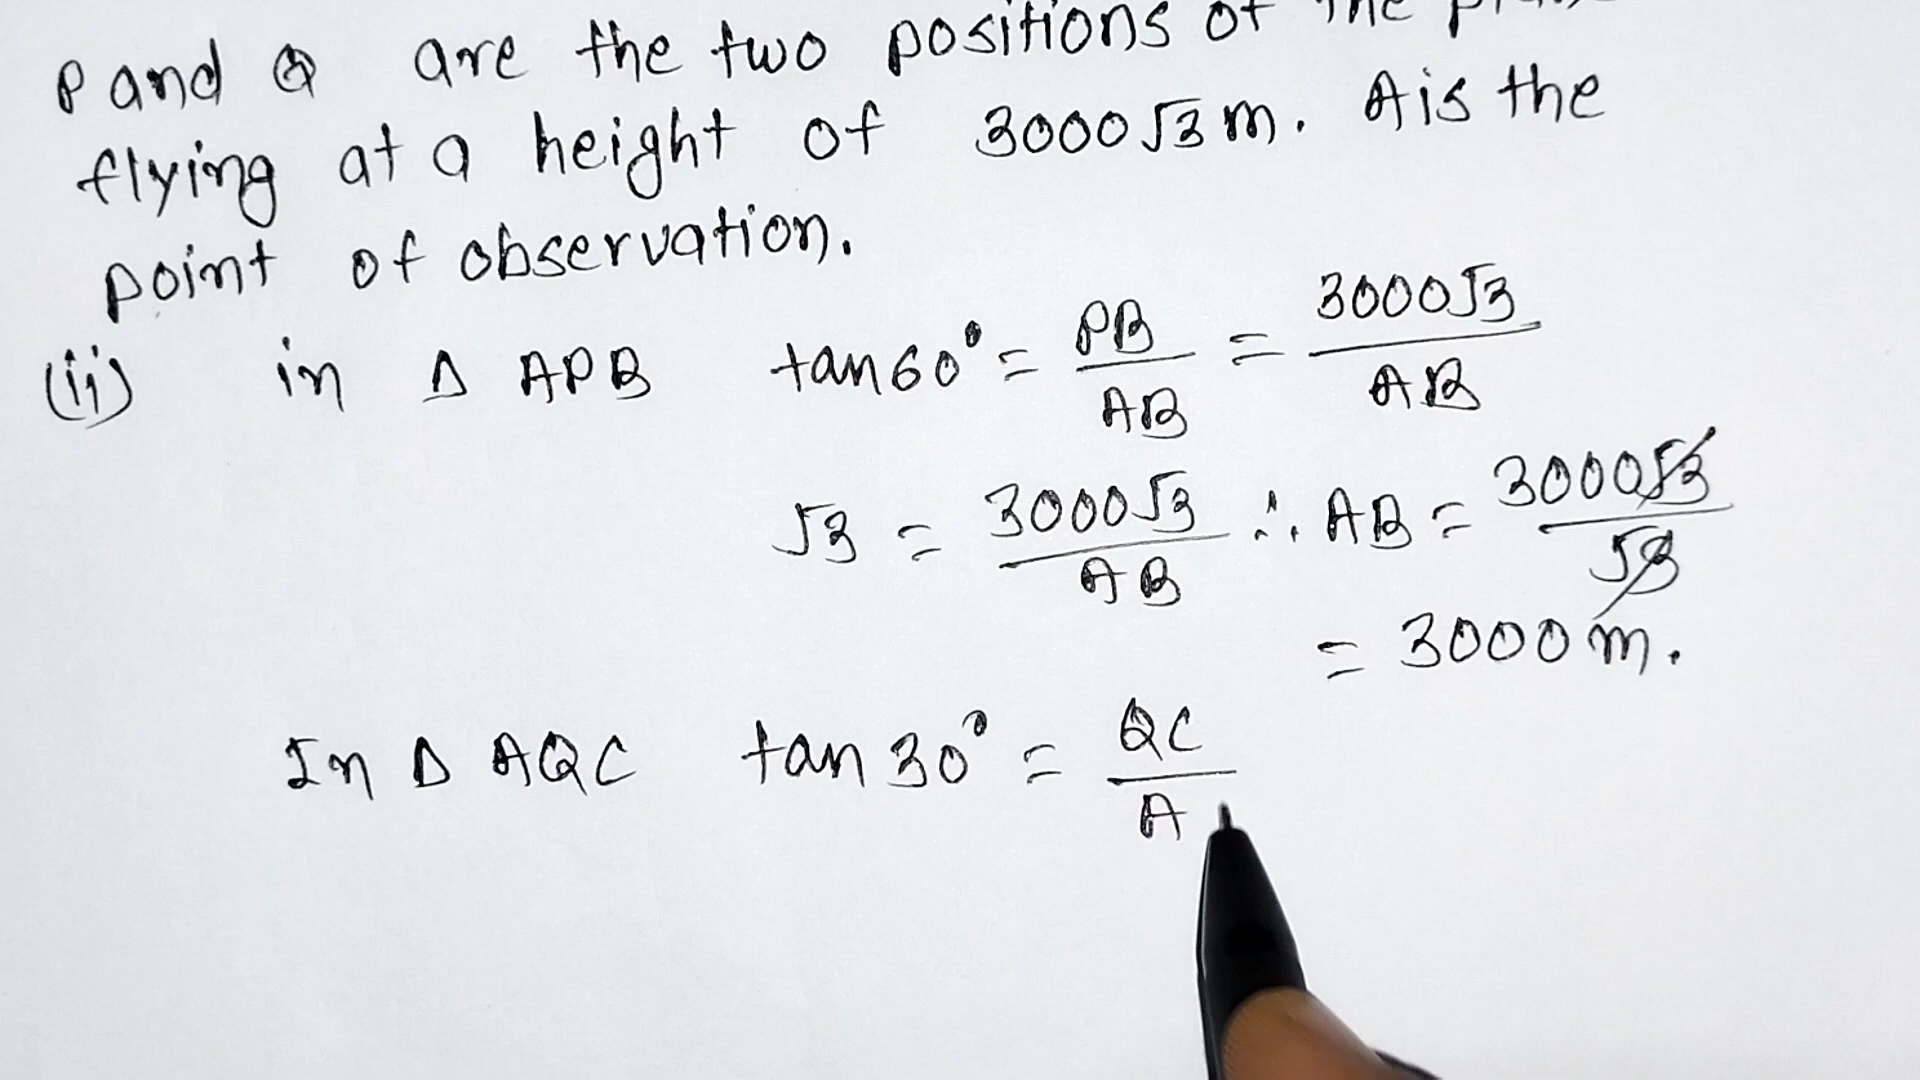 P and Q are the two positions of the
flying at a height of 3000√3 m. A is the
point of observation.
(ii) in Δ APB tan 60° = PB/AB = 3000√3/AB
√3 = 3000√3/AB ∴ AB = 3000√3/√3
= 3000 m.
In Δ AQC tan 30° = QC/A